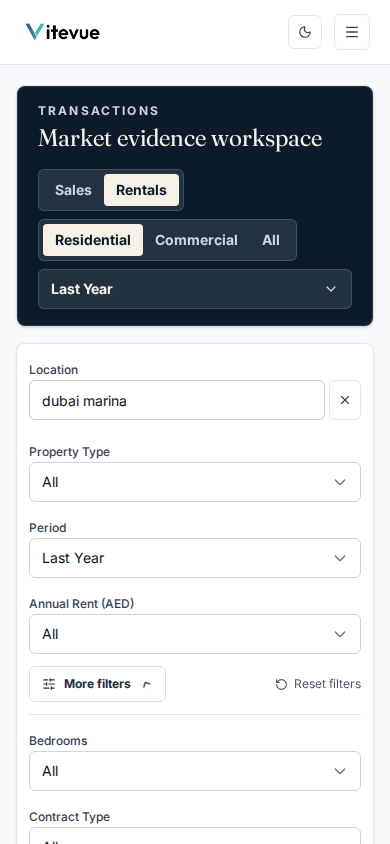 Vitevue
TRANSACTIONS
Market evidence workspace
Sales Rentals
Residential Commercial All
Last Year
Location
dubai marina
Property Type
All
Period
Last Year
Annual Rent (AED)
All
More filters Reset filters
Bedrooms
All
Contract Type